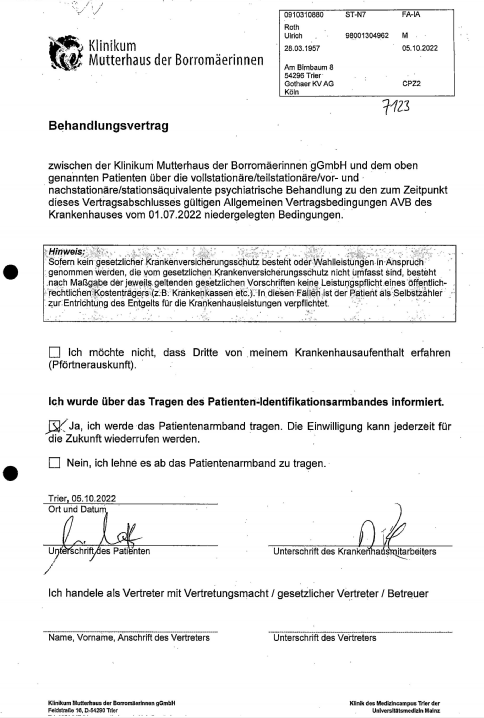 0910310880 ST-N7 FA-IA
Roth
Ulrich 98001304962 M
28.03.1957 05.10.2022
Am Birnbaum 8
54295 Trier
Gothaer KV AG CPZ2
Köln
7123
Klinikum
Mutterhaus der Borromäerinnen
Behandlungsvertrag
zwischen der Klinikum Mutterhaus der Borromäerinnen gGmbH und dem oben
genannten Patienten über die vollstationäre/teilstationäre/vor- und
nachstationäre/stationsäquivalente psychiatrische Behandlung zu den zum Zeitpunkt
dieses Vertragsabschlusses gültigen Allgemeinen Vertragsbedingungen AVB des
Krankenhauses vom 01.07.2022 niedergelegten Bedingungen.
Hinweis:
Sofern kein gesetzlicher Krankenversicherungsschutz besteht oder Wahlleistungen in Anspruch
genommen werden, die vom gesetzlichen Krankenversicherungsschutz nicht umfasst sind, besteht
nach Maßgabe der jeweils geltenden gesetzlichen Vorschriften keine Leistungspflicht eines öffentlich-
rechtlichen Kostenträgers (z.B. Krankenkassen etc.). In diesen Fällen ist der Patient als Selbstzahler
zur Entrichtung des Entgelts für die Krankenhausleistungen verpflichtet.
Ich möchte nicht, dass Dritte von meinem Krankenhausaufenthalt erfahren
(Pförtnerauskunft).
Ich wurde über das Tragen des Patienten-Identifikationsarmbandes informiert.
Ja, ich werde das Patientenarmband tragen. Die Einwilligung kann jederzeit für
die Zukunft wiederrufen werden.
Nein, ich lehne es ab das Patientenarmband zu tragen.
Trier, 05.10.2022
Ort und Datum
Unterschrift des Patienten Unterschrift des Krankenhausmitarbeiters
Ich handele als Vertreter mit Vertretungsmacht / gesetzlicher Vertreter / Betreuer
Name, Vorname, Anschrift des Vertreters Unterschrift des Vertreters
Klinikum Mutterhaus der Borromäerinnen gGmbH Klinik des Medizincampus Trier der
Feldstraße 16, D-54290 Trier Universitätsmedizin Mainz